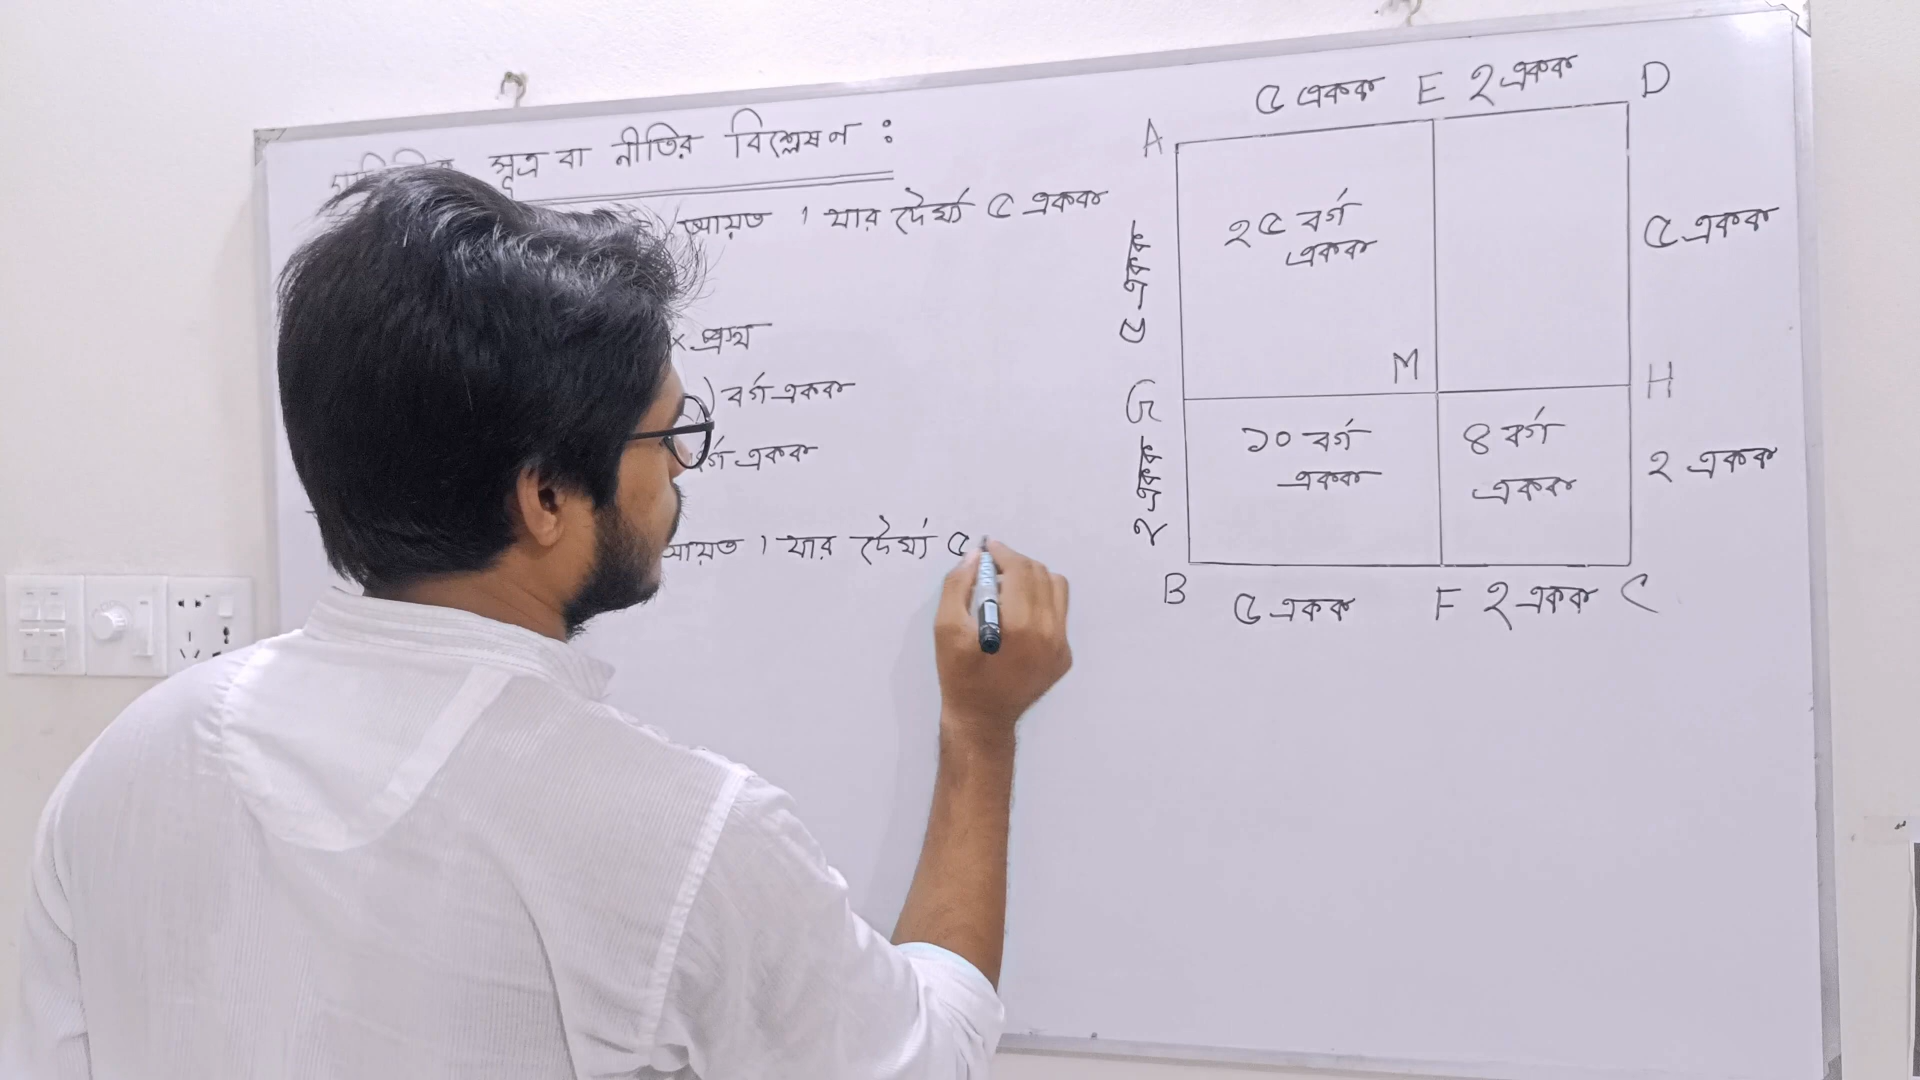 সূত্র বা নীতির বিশ্লেষণ :
আয়ত । যার দৈর্ঘ্য ৫ একক
× প্রস্থ
) বর্গ একক
বর্গ একক
আয়ত । যার দৈর্ঘ্য ৫
৫ একক E ২ একক D
A
৫ একক
২৫ বর্গ
একক
৫ একক
M
G
H
২ একক
১০ বর্গ
একক
৪ বর্গ
একক
২ একক
B ৫ একক F ২ একক C